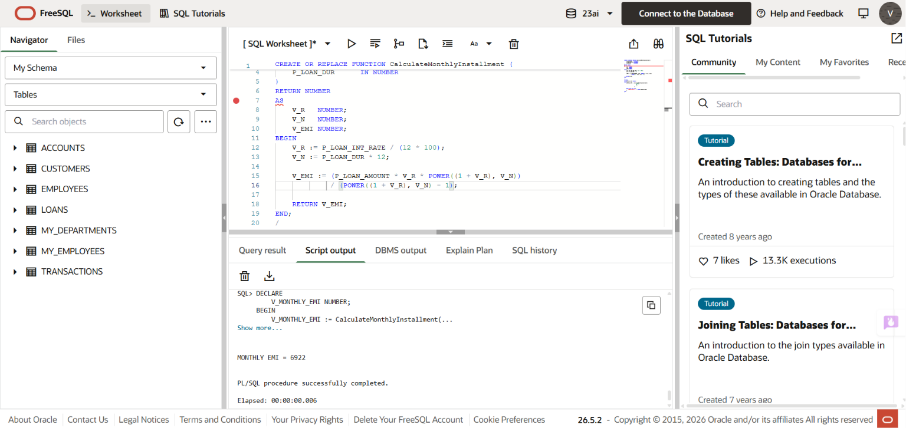 FreeSQL
Worksheet
SQL Tutorials
23ai
Connect to the Database
Help and Feedback
V
Navigator
Files
My Schema
Tables
Search objects
ACCOUNTS
CUSTOMERS
EMPLOYEES
LOANS
MY_DEPARTMENTS
MY_EMPLOYEES
TRANSACTIONS
[ SQL Worksheet ]*
Aa
1 CREATE OR REPLACE FUNCTION CalculateMonthlyInstallment (
4 P_LOAN_DUR IN NUMBER
5 )
6 RETURN NUMBER
7 AS
8 V_R NUMBER;
9 V_N NUMBER;
10 V_EMI NUMBER;
11 BEGIN
12 V_R := P_LOAN_INT_RATE / (12 * 100);
13 V_N := P_LOAN_DUR * 12;
14
15 V_EMI := (P_LOAN_AMOUNT * V_R * POWER((1 + V_R), V_N))
16 / (POWER((1 + V_R), V_N) - 1);
17
18 RETURN V_EMI;
19 END;
20 /
Query result
Script output
DBMS output
Explain Plan
SQL history
SQL> DECLARE
V_MONTHLY_EMI NUMBER;
BEGIN
V_MONTHLY_EMI := CalculateMonthlyInstallment(...
Show more...
MONTHLY EMI = 6922
PL/SQL procedure successfully completed.
Elapsed: 00:00:00.006
SQL Tutorials
Community
My Content
My Favorites
Rece
Search
Tutorial
Creating Tables: Databases for...
An introduction to creating tables and the
types of these available in Oracle Database.
Created 8 years ago
7 likes
13.3K executions
Tutorial
Joining Tables: Databases for...
An introduction to the join types available in
Oracle Database.
Created 7 years ago
About Oracle
Contact Us
Legal Notices
Terms and Conditions
Your Privacy Rights
Delete Your FreeSQL Account
Cookie Preferences
26.5.2 - Copyright © 2015, 2026 Oracle and/or its affiliates All rights reserved